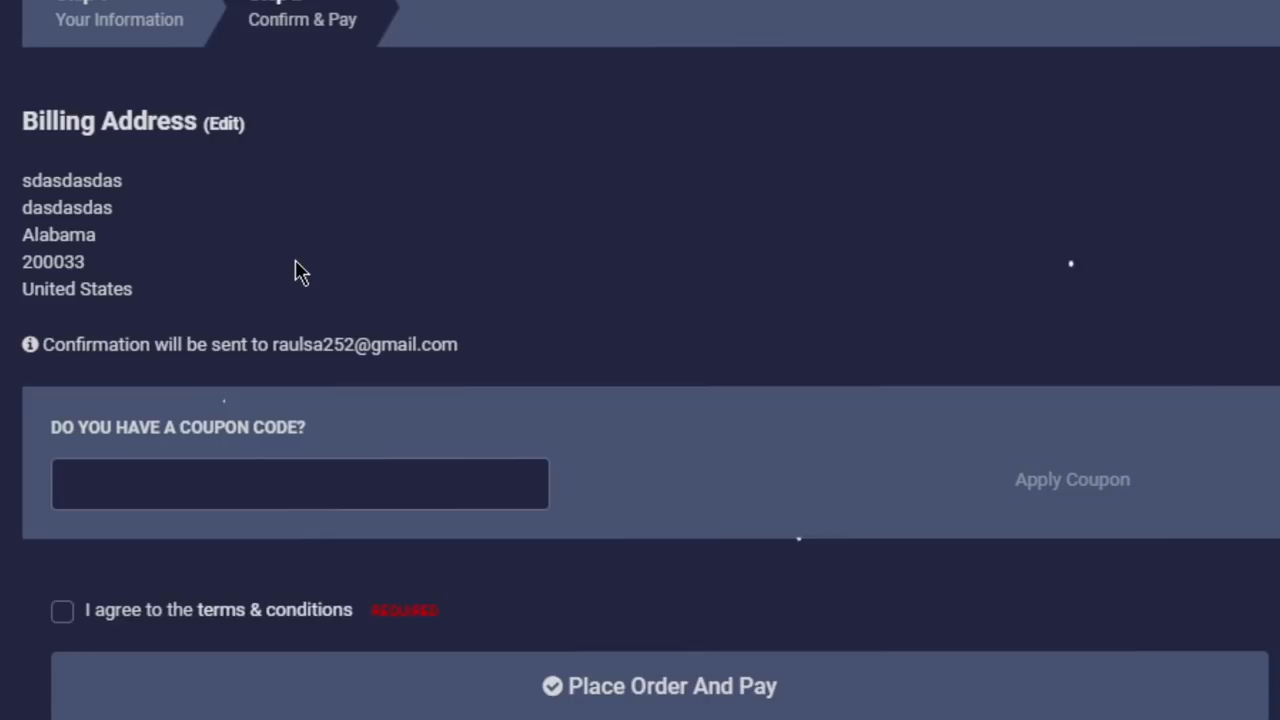 Your Information
Confirm & Pay
Billing Address (Edit)
sdasdasdas
dasdasdas
Alabama
200033
United States
Confirmation will be sent to raulsa252@gmail.com
DO YOU HAVE A COUPON CODE?
Apply Coupon
I agree to the terms & conditions REQUIRED
Place Order And Pay